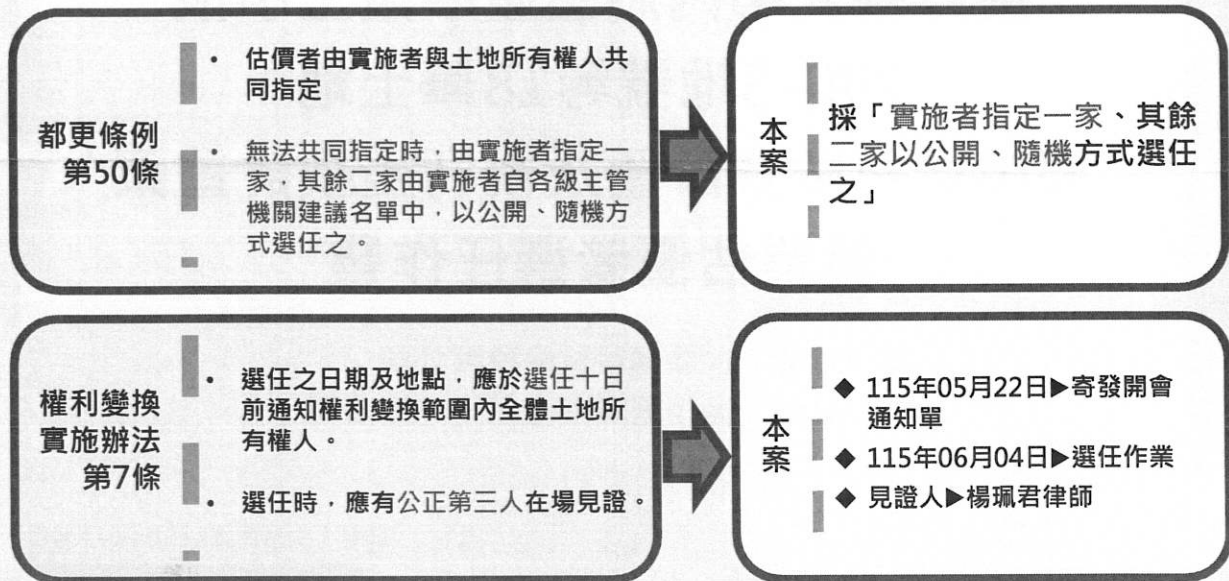 都更條例
第50條
• 估價者由實施者與土地所有權人共
同指定
• 無法共同指定時，由實施者指定一
家，其餘二家由實施者自各級主管
機關建議名單中，以公開、隨機方
式選任之。
本
案
採「實施者指定一家、其餘
二家以公開、隨機方式選任
之」
權利變換
實施辦法
第7條
• 選任之日期及地點，應於選任十日
前通知權利變換範圍內全體土地所
有權人。
• 選任時，應有公正第三人在場見證。
本
案
◆ 115年05月22日▶寄發開會
通知單
◆ 115年06月04日▶選任作業
◆ 見證人▶楊珮君律師